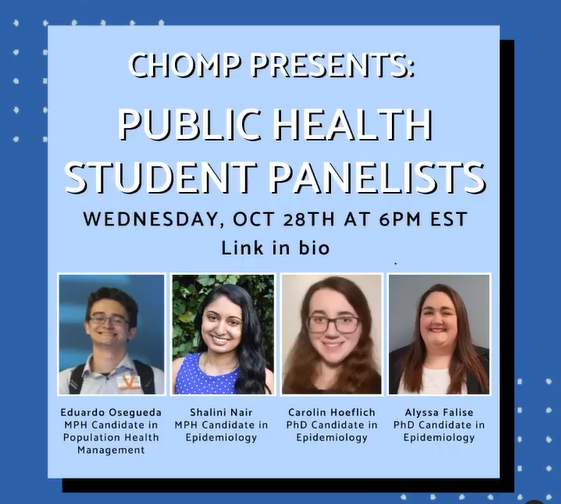 CHOMP PRESENTS:
PUBLIC HEALTH
STUDENT PANELISTS
WEDNESDAY, OCT 28TH AT 6PM EST
Link in bio
Eduardo Osegueda
MPH Candidate in
Population Health
Management
Shalini Nair
MPH Candidate in
Epidemiology
Carolin Hoeflich
PhD Candidate in
Epidemiology
Alyssa Falise
PhD Candidate in
Epidemiology